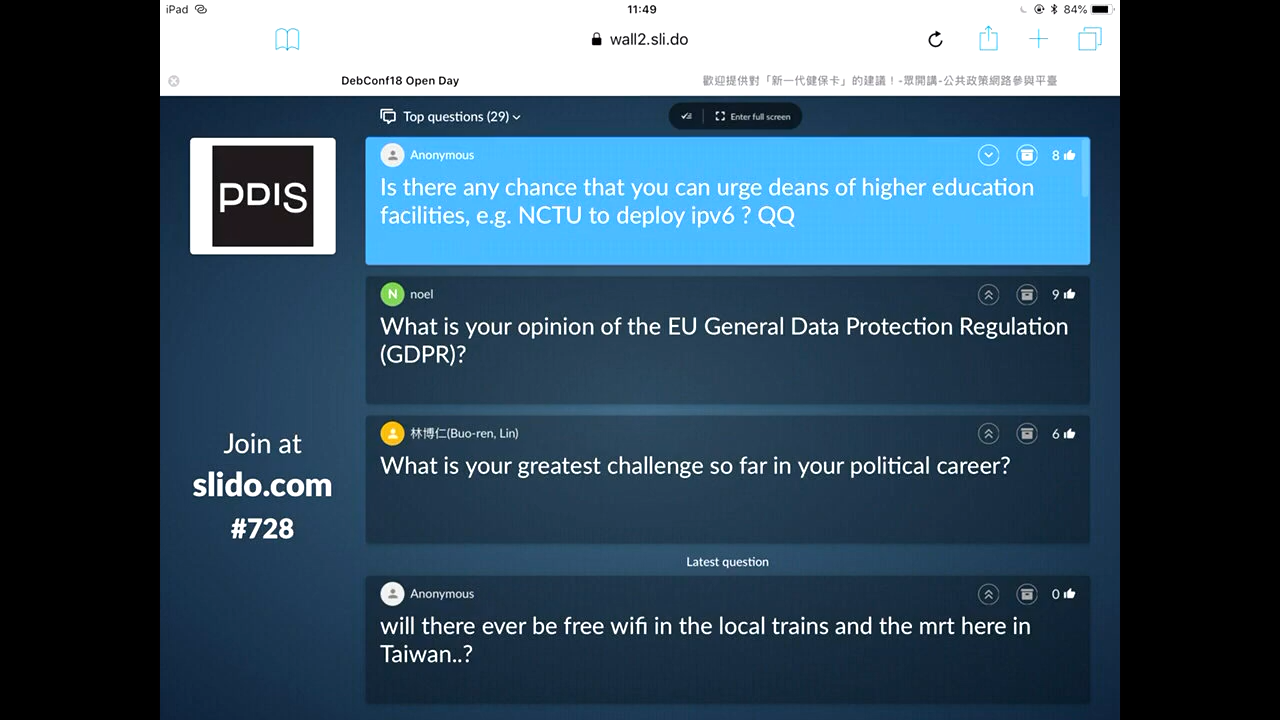 iPad
11:49
84%
wall2.sli.do
DebConf18 Open Day
歡迎提供對「新一代健保卡」的建議！-眾開講-公共政策網路參與平臺
Top questions (29)
Enter full screen
PDIS
Anonymous
8
Is there any chance that you can urge deans of higher education
facilities, e.g. NCTU to deploy ipv6 ? QQ
N noel
9
What is your opinion of the EU General Data Protection Regulation
(GDPR)?
林博仁(Buo-ren, Lin)
6
What is your greatest challenge so far in your political career?
Join at
slido.com
#728
Latest question
Anonymous
0
will there ever be free wifi in the local trains and the mrt here in
Taiwan..?